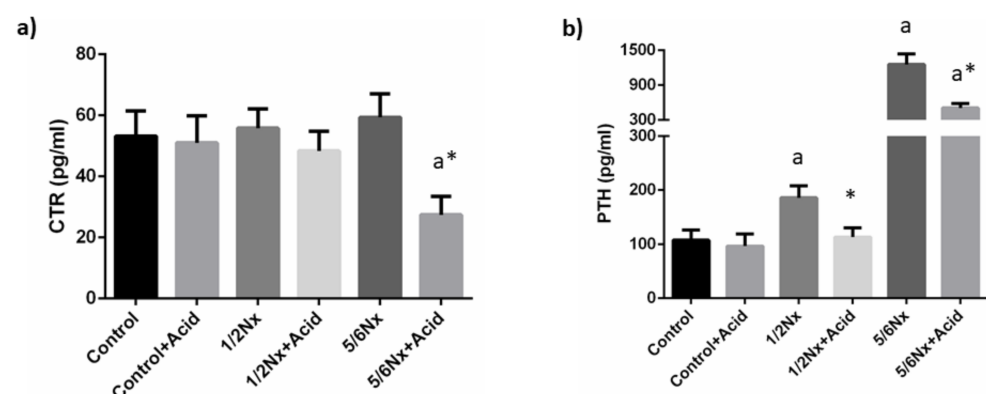 a)
CTR (pg/ml)
80
60
40
20
0
a*
Control
Control+Acid
1/2Nx
1/2Nx+Acid
5/6Nx
5/6Nx+Acid
b)
PTH (pg/ml)
1500
900
300
300
200
100
0
a
*
a
a*
Control
Control+Acid
1/2Nx
1/2Nx+Acid
5/6Nx
5/6Nx+Acid